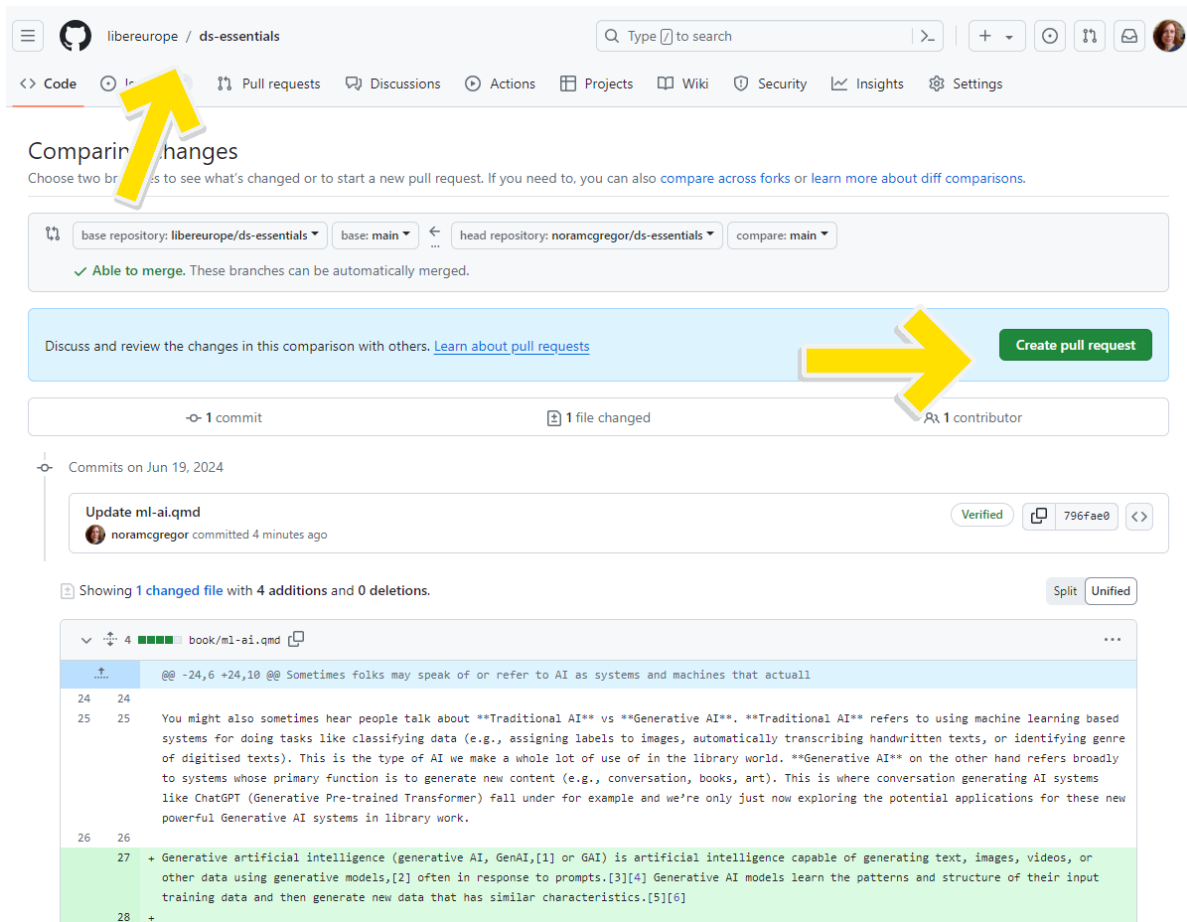 libereurope / ds-essentials
Type / to search
Code
Pull requests
Discussions
Actions
Projects
Wiki
Security
Insights
Settings
Comparing changes
Choose two branches to see what's changed or to start a new pull request. If you need to, you can also compare across forks or learn more about diff comparisons.
base repository: libereurope/ds-essentials base: main ← ... head repository: noramcgregor/ds-essentials compare: main
Able to merge. These branches can be automatically merged.
Discuss and review the changes in this comparison with others. Learn about pull requests
Create pull request
1 commit
1 file changed
1 contributor
Commits on Jun 19, 2024
Update ml-ai.qmd
noramcgregor committed 4 minutes ago
Verified
796fae0
Showing 1 changed file with 4 additions and 0 deletions.
Split Unified
4 book/ml-ai.qmd
@@ -24,6 +24,10 @@ Sometimes folks may speak of or refer to AI as systems and machines that actuall
24 24
25 25 You might also sometimes hear people talk about **Traditional AI** vs **Generative AI**. **Traditional AI** refers to using machine learning based
systems for doing tasks like classifying data (e.g., assigning labels to images, automatically transcribing handwritten texts, or identifying genre
of digitised texts). This is the type of AI we make a whole lot of use of in the library world. **Generative AI** on the other hand refers broadly
to systems whose primary function is to generate new content (e.g., conversation, books, art). This is where conversation generating AI systems
like ChatGPT (Generative Pre-trained Transformer) fall under for example and we’re only just now exploring the potential applications for these new
powerful Generative AI systems in library work.
26 26
27 + Generative artificial intelligence (generative AI, GenAI,[1] or GAI) is artificial intelligence capable of generating text, images, videos, or
other data using generative models,[2] often in response to prompts.[3][4] Generative AI models learn the patterns and structure of their input
training data and then generate new data that has similar characteristics.[5][6]
28 +